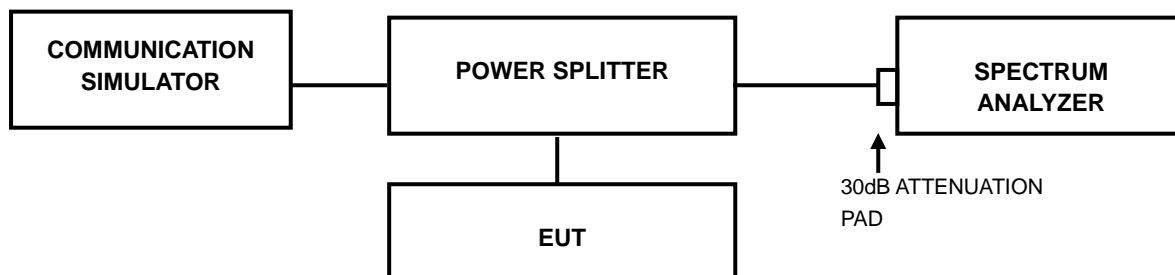 COMMUNICATION
SIMULATOR
POWER SPLITTER
SPECTRUM
ANALYZER
30dB ATTENUATION
PAD
EUT